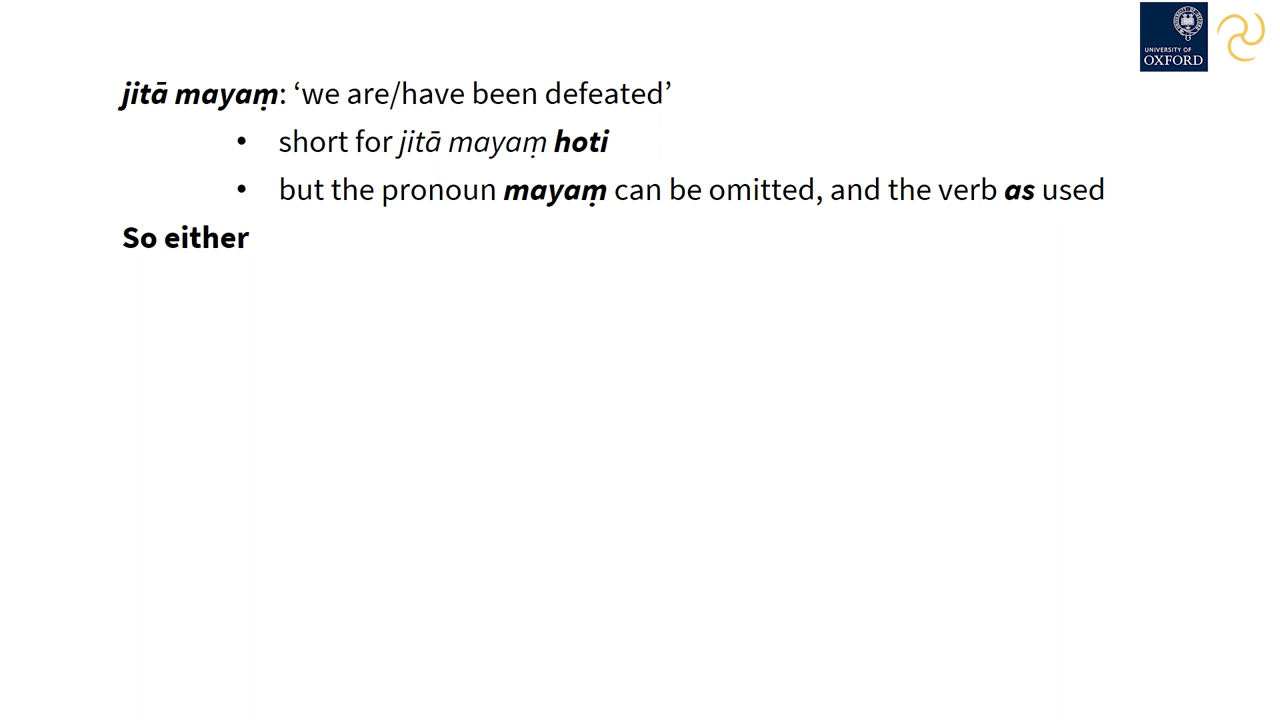 UNIVERSITY OF
OXFORD
jitā mayaṃ: ‘we are/have been defeated’
• short for jitā mayaṃ hoti
• but the pronoun mayaṃ can be omitted, and the verb as used
So either